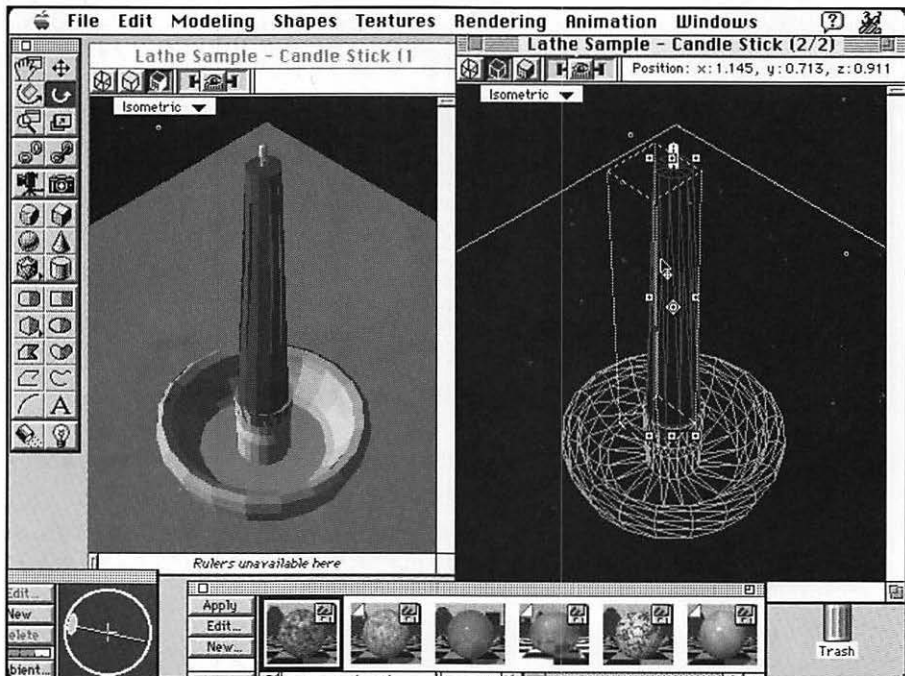 File Edit Modeling Shapes Textures Rendering Animation Windows
Lathe Sample - Candle Stick (1
Lathe Sample - Candle Stick (2/2)
Position: x:1.145, y:0.713, z:0.911
Isometric
Isometric
A
Rulers unavailable here
Edit...
New
elete
bient...
Apply
Edit...
New...
Trash